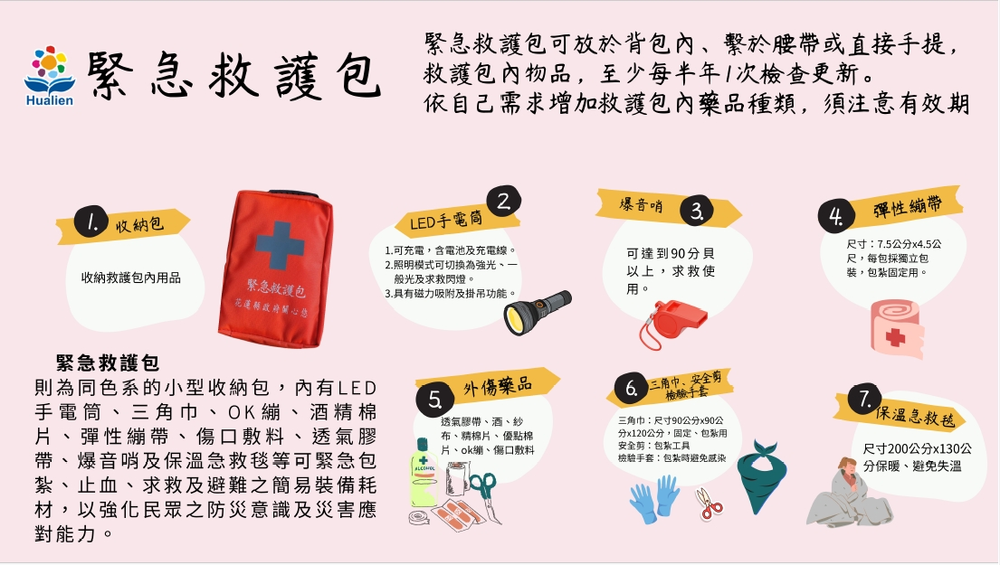 Hualien
緊急救護包
緊急救護包可放於背包內、繫於腰帶或直接手提，
救護包內物品，至少每半年1次檢查更新。
依自己需求增加救護包內藥品種類，須注意有效期
1.
收納包
收納救護包內用品
緊急救護包
花蓮縣政府關心您
2.
LED手電筒
1.可充電，含電池及充電線。
2.照明模式可切換為強光、一
般光及求救閃燈。
3.具有磁力吸附及掛吊功能。
爆音哨
3.
可達到90分貝
以上，求救使
用。
4.
彈性繃帶
尺寸：7.5公分x4.5公
尺，每包採獨立包
裝，包紮固定用。
緊急救護包
則為同色系的小型收納包，內有LED
手電筒、三角巾、OK繃、酒精棉
片、彈性繃帶、傷口敷料、透氣膠
帶、爆音哨及保溫急救毯等可緊急包
紮、止血、求救及避難之簡易裝備耗
材，以強化民眾之防災意識及災害應
對能力。
5.
外傷藥品
透氣膠帶、酒、紗
布、精棉片、優點棉
片、ok繃、傷口敷料
ALCOHOL
6.
三角巾、安全剪
檢驗手套
三角巾：尺寸90公分x90公
分x120公分，固定、包紮用
安全剪：包紮工具
檢驗手套：包紮時避免感染
7.
保溫急救毯
尺寸200公分x130公
分保暖、避免失溫